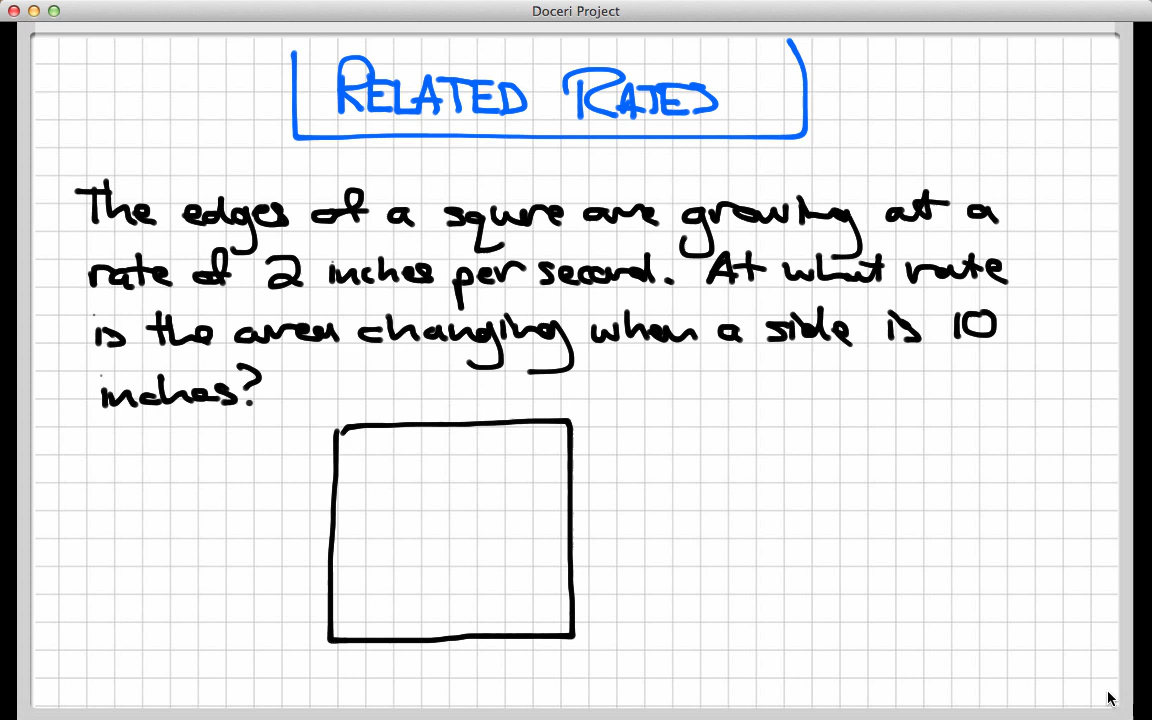 Doceri Project
RELATED RATES
The edges of a squre are growing at a
rate of 2 inches per second. At what rate
is the area changing when a side is 10
inches?